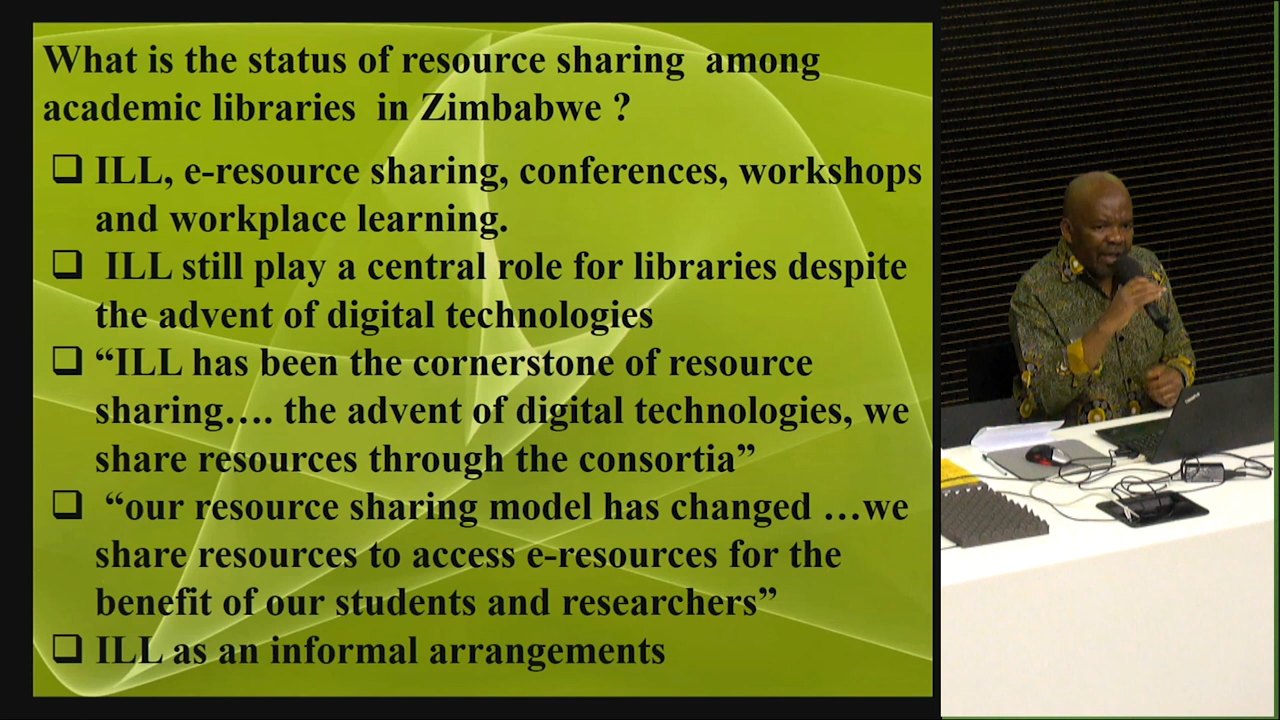 What is the status of resource sharing among
academic libraries in Zimbabwe ?
❑ ILL, e-resource sharing, conferences, workshops
and workplace learning.
❑ ILL still play a central role for libraries despite
the advent of digital technologies
❑ “ILL has been the cornerstone of resource
sharing…. the advent of digital technologies, we
share resources through the consortia”
❑ “our resource sharing model has changed …we
share resources to access e-resources for the
benefit of our students and researchers”
❑ ILL as an informal arrangements